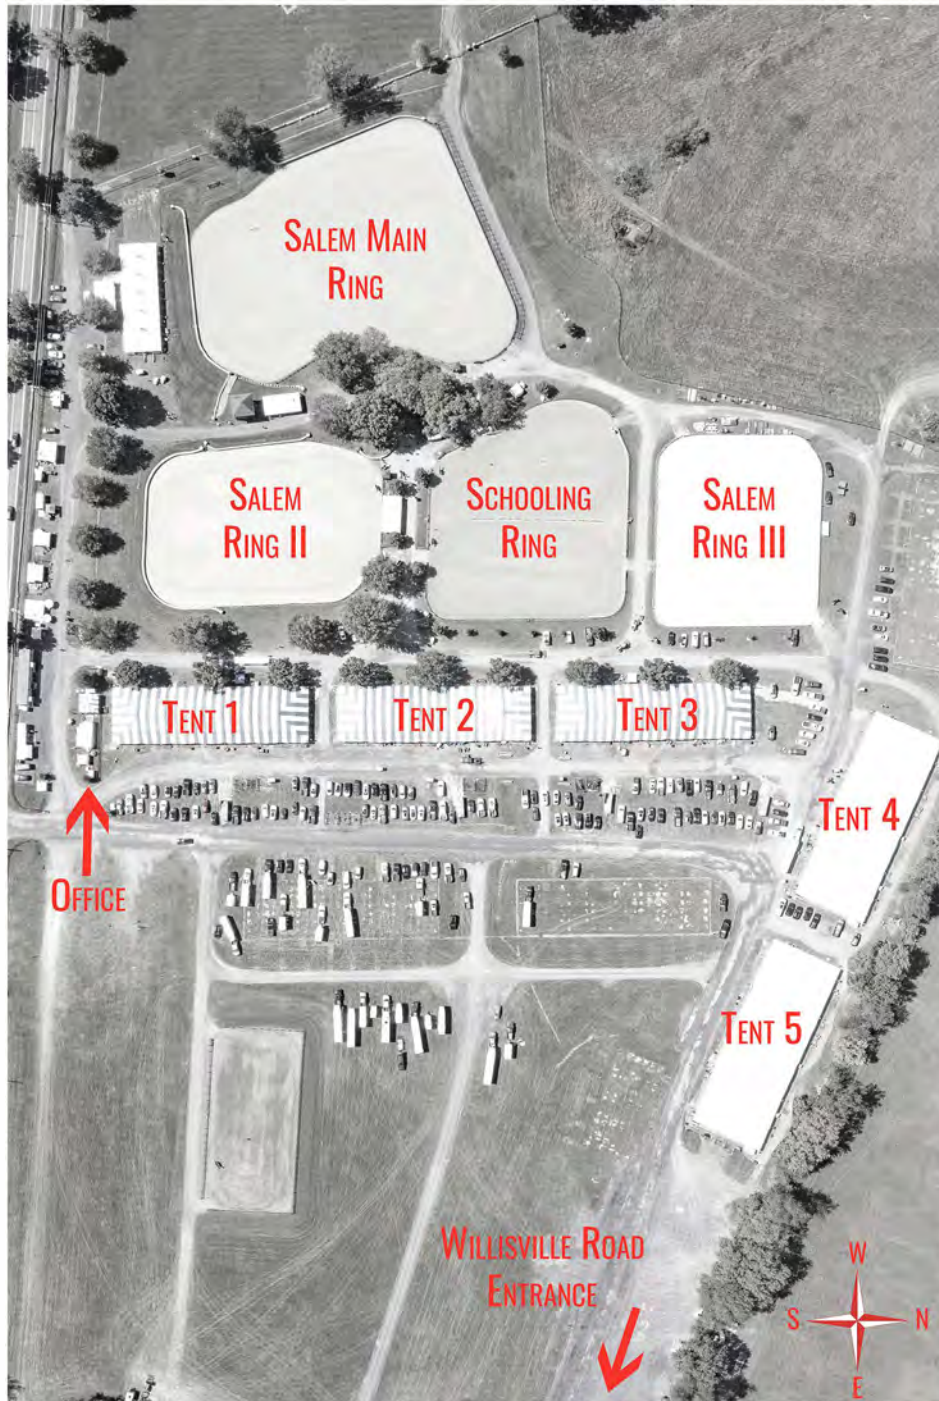 Salem Main
Ring
Salem
Ring II
Schooling
Ring
Salem
Ring III
Tent 1
Tent 2
Tent 3
Tent 4
Office
Tent 5
Willisville Road
Entrance
W
S
N
E